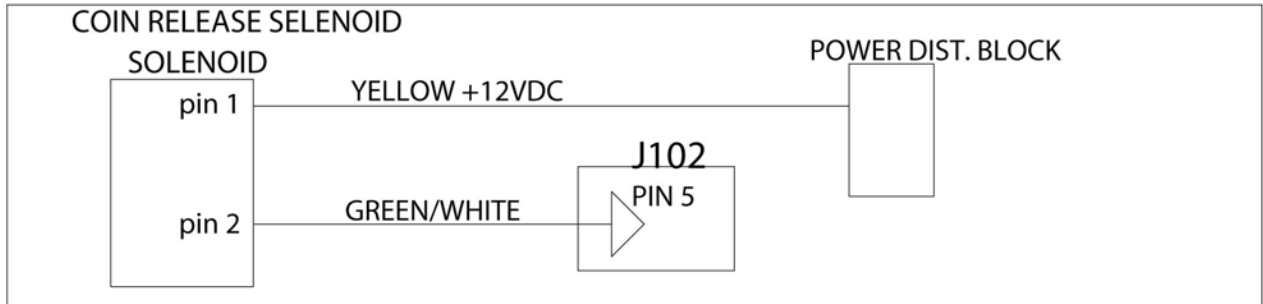 COIN RELEASE SELENOID
SOLENOID
POWER DIST. BLOCK
pin 1
YELLOW +12VDC
J102
PIN 5
pin 2
GREEN/WHITE